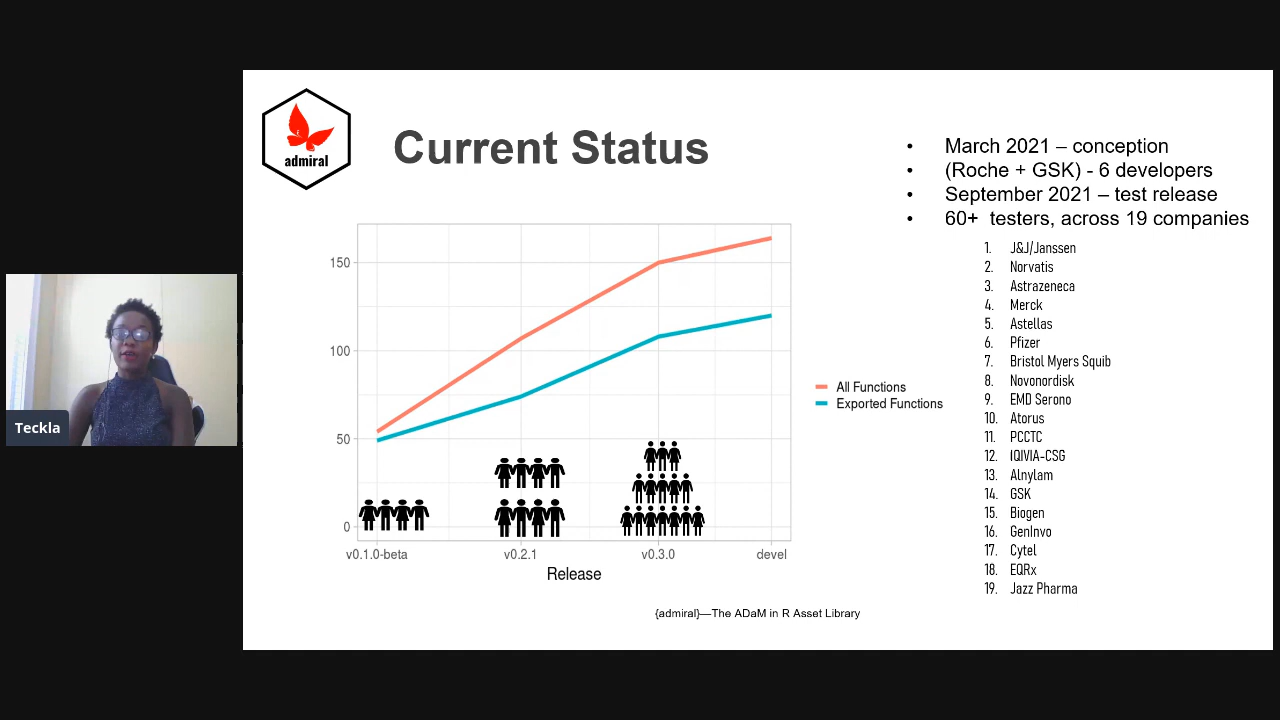 admiral
Current Status
• March 2021 – conception
• (Roche + GSK) - 6 developers
• September 2021 – test release
• 60+ testers, across 19 companies
1. J&J/Janssen
2. Norvatis
3. Astrazeneca
4. Merck
5. Astellas
6. Pfizer
7. Bristol Myers Squib
8. Novonordisk
9. EMD Serono
10. Atorus
11. PCCTC
12. IQIVIA-CSG
13. Alnylam
14. GSK
15. Biogen
16. GenInvo
17. Cytel
18. EQRx
19. Jazz Pharma
150
100
50
0
v0.1.0-beta v0.2.1 v0.3.0 devel
Release
All Functions
Exported Functions
{admiral}—The ADaM in R Asset Library
Teckla